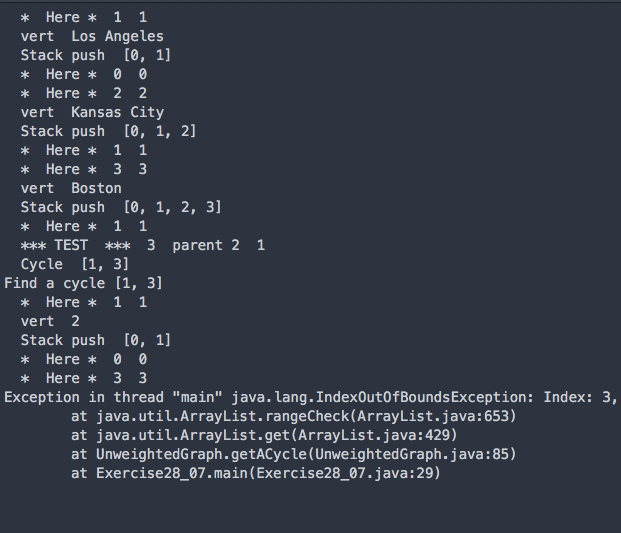 * Here * 1 1
vert Los Angeles
Stack push [0, 1]
* Here * 0 0
* Here * 2 2
vert Kansas City
Stack push [0, 1, 2]
* Here * 1 1
* Here * 3 3
vert Boston
Stack push [0, 1, 2, 3]
* Here * 1 1
*** TEST *** 3 parent 2 1
Cycle [1, 3]
Find a cycle [1, 3]
* Here * 1 1
vert 2
Stack push [0, 1]
* Here * 0 0
* Here * 3 3
Exception in thread "main" java.lang.IndexOutOfBoundsException: Index: 3,
at java.util.ArrayList.rangeCheck(ArrayList.java:653)
at java.util.ArrayList.get(ArrayList.java:429)
at UnweightedGraph.getACycle(UnweightedGraph.java:85)
at Exercise28_07.main(Exercise28_07.java:29)